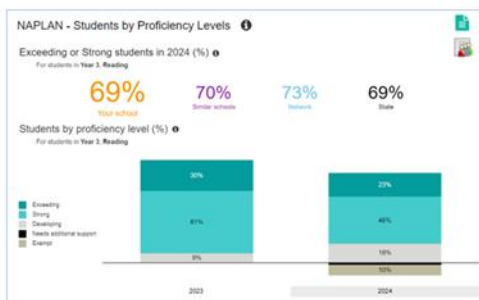 NAPLAN - Students by Proficiency Levels
Exceeding or Strong students in 2024 (%)
For students in Year 3, Reading
69% 70% 73% 69%
Your school Similar schools Network State
Students by proficiency level (%)
For students in Year 3, Reading
30%
61%
9%
23%
18%
10%
Exceeding
Strong
Developing
Needs additional support
Exempt
2023 2024